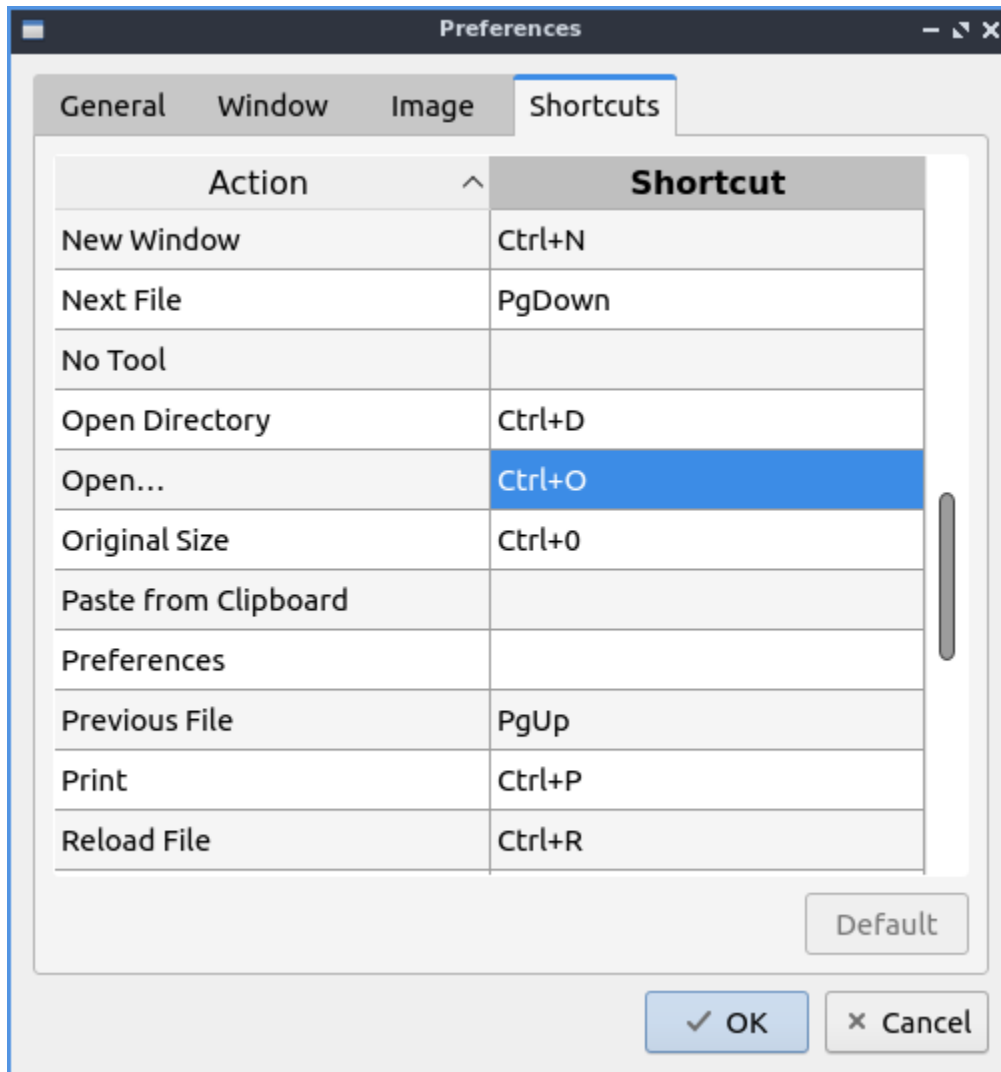 Preferences
General Window Image Shortcuts
Action Shortcut
New Window Ctrl+N
Next File PgDown
No Tool
Open Directory Ctrl+D
Open... Ctrl+O
Original Size Ctrl+0
Paste from Clipboard
Preferences
Previous File PgUp
Print Ctrl+P
Reload File Ctrl+R
Default
OK Cancel